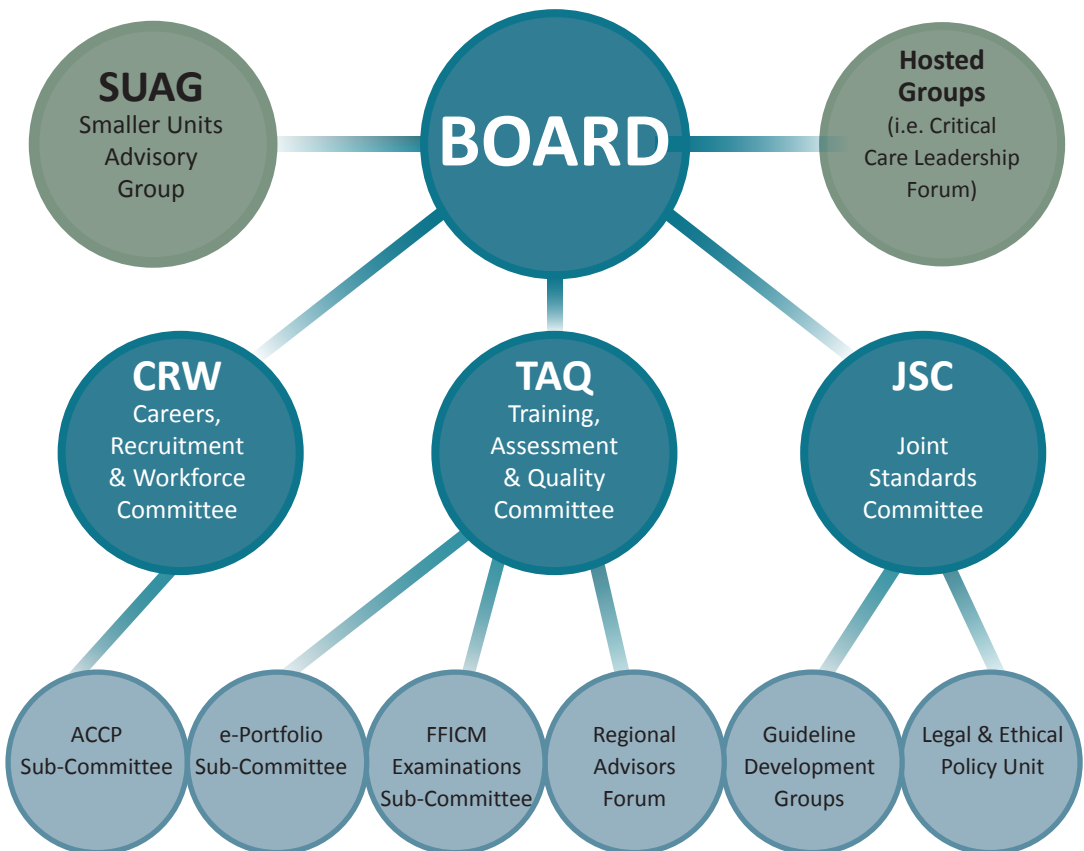 SUAG
Smaller Units
Advisory
Group
BOARD
Hosted
Groups
(i.e. Critical
Care Leadership
Forum)
CRW
Careers,
Recruitment
& Workforce
Committee
TAQ
Training,
Assessment
& Quality
Committee
JSC
Joint
Standards
Committee
ACCP
Sub-Committee
e-Portfolio
Sub-Committee
FFICM
Examinations
Sub-Committee
Regional
Advisors
Forum
Guideline
Development
Groups
Legal & Ethical
Policy Unit